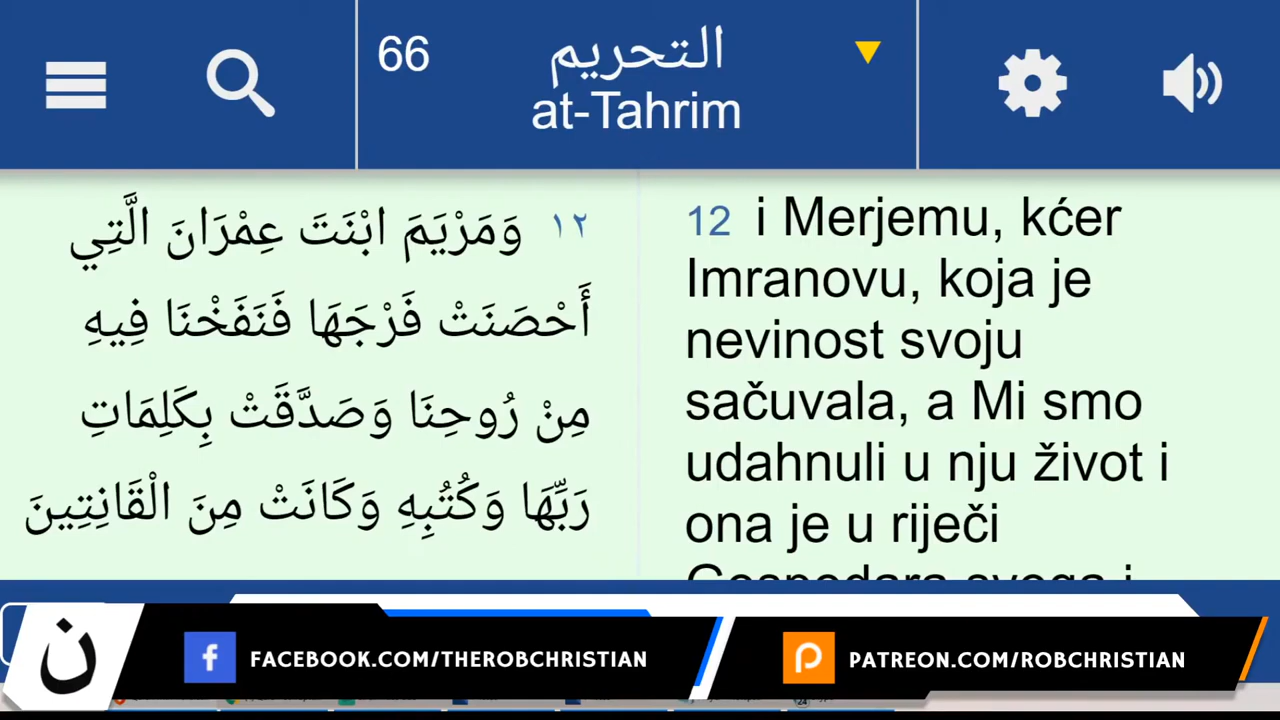 66
التحريم
at-Tahrim
١٢ وَمَرْيَمَ ابْنَتَ عِمْرَانَ الَّتِي
أَحْصَنَتْ فَرْجَهَا فَنَفَخْنَا فِيهِ
مِنْ رُوحِنَا وَصَدَّقَتْ بِكَلِمَاتِ
رَبِّهَا وَكُتُبِهِ وَكَانَتْ مِنَ الْقَانِتِينَ
12 i Merjemu, kćer
Imranovu, koja je
nevinost svoju
sačuvala, a Mi smo
udahnuli u nju život i
ona je u riječi
Gospodara svoga i
ن
FACEBOOK.COM/THEROBCHRISTIAN
PATREON.COM/ROBCHRISTIAN